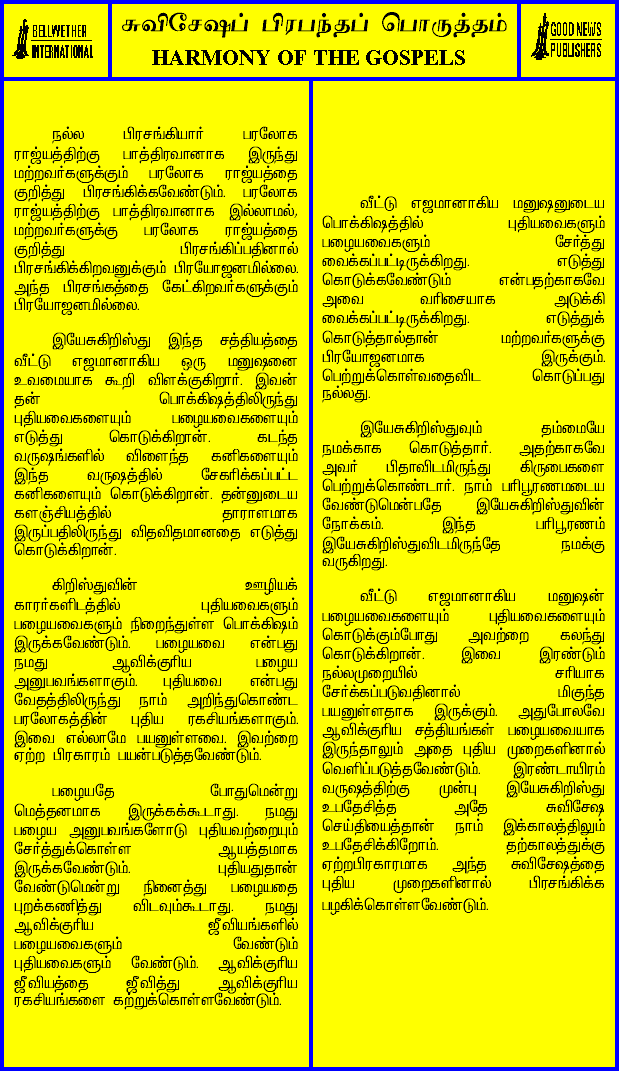 BELLWETHER
INTERNATIONAL
சுவிசேஷப் பிரபந்தப் பொருத்தம்
HARMONY OF THE GOSPELS
GOOD NEWS
PUBLISHERS
நல்ல பிரசங்கியார் பரலோக
ராஜ்யத்திற்கு பாத்திரவானாக இருந்து
மற்றவர்களுக்கும் பரலோக ராஜ்யத்தை
குறித்து பிரசங்கிக்கவேண்டும். பரலோக
ராஜ்யத்திற்கு பாத்திரவானாக இல்லாமல்,
மற்றவர்களுக்கு பரலோக ராஜ்யத்தை
குறித்து பிரசங்கிப்பதினால்
பிரசங்கிக்கிறவனுக்கும் பிரயோஜனமில்லை.
அந்த பிரசங்கத்தை கேட்கிறவர்களுக்கும்
பிரயோஜனமில்லை.
இயேசுகிறிஸ்து இந்த சத்தியத்தை
வீட்டு எஜமானாகிய ஒரு மனுஷனை
உவமையாக கூறி விளக்குகிறார். இவன்
தன் பொக்கிஷத்திலிருந்து
புதியவைகளையும் பழையவைகளையும்
எடுத்து கொடுக்கிறான். கடந்த
வருஷங்களில் விளைந்த கனிகளையும்
இந்த வருஷத்தில் சேகரிக்கப்பட்ட
கனிகளையும் கொடுக்கிறான். தன்னுடைய
களஞ்சியத்தில் தாராளமாக
இருப்பதிலிருந்து விதவிதமானதை எடுத்து
கொடுக்கிறான்.
கிறிஸ்துவின் ஊழியக்
காரர்களிடத்தில் புதியவைகளும்
பழையவைகளும் நிறைந்துள்ள பொக்கிஷம்
இருக்கவேண்டும். பழையவை என்பது
நமது ஆவிக்குரிய பழைய
அனுபவங்களாகும். புதியவை என்பது
வேதத்திலிருந்து நாம் அறிந்துகொண்ட
பரலோகத்தின் புதிய ரகசியங்களாகும்.
இவை எல்லாமே பயனுள்ளவை. இவற்றை
ஏற்ற பிரகாரம் பயன்படுத்தவேண்டும்.
பழையதே போதுமென்று
மெத்தனமாக இருக்கக்கூடாது. நமது
பழைய அனுபவங்களோடு புதியவற்றையும்
சேர்த்துக்கொள்ள ஆயத்தமாக
இருக்கவேண்டும். புதியதுதான்
வேண்டுமென்று நினைத்து பழையதை
புறக்கணித்து விடவும்கூடாது. நமது
ஆவிக்குரிய ஜீவியங்களில்
பழையவைகளும் வேண்டும்
புதியவைகளும் வேண்டும். ஆவிக்குரிய
ஜீவியத்தை ஜீவித்து ஆவிக்குரிய
ரகசியங்களை கற்றுக்கொள்ளவேண்டும்.
வீட்டு எஜமானாகிய மனுஷனுடைய
பொக்கிஷத்தில் புதியவைகளும்
பழையவைகளும் சேர்த்து
வைக்கப்பட்டிருக்கிறது. எடுத்து
கொடுக்கவேண்டும் என்பதற்காகவே
அவை வரிசையாக அடுக்கி
வைக்கப்பட்டிருக்கிறது. எடுத்துக்
கொடுத்தால்தான் மற்றவர்களுக்கு
பிரயோஜனமாக இருக்கும்.
பெற்றுக்கொள்வதைவிட கொடுப்பது
நல்லது.
இயேசுகிறிஸ்துவும் தம்மையே
நமக்காக கொடுத்தார். அதற்காகவே
அவர் பிதாவிடமிருந்து கிருபைகளை
பெற்றுக்கொண்டார். நாம் பரிபூரணமடைய
வேண்டுமென்பதே இயேசுகிறிஸ்துவின்
நோக்கம். இந்த பரிபூரணம்
இயேசுகிறிஸ்துவிடமிருந்தே நமக்கு
வருகிறது.
வீட்டு எஜமானாகிய மனுஷன்
பழையவைகளையும் புதியவைகளையும்
கொடுக்கும்போது அவற்றை கலந்து
கொடுக்கிறான். இவை இரண்டும்
நல்லமுறையில் சரியாக
சேர்க்கப்படுவதினால் மிகுந்த
பயனுள்ளதாக இருக்கும். அதுபோலவே
ஆவிக்குரிய சத்தியங்கள் பழையவையாக
இருந்தாலும் அதை புதிய முறைகளினால்
வெளிப்படுத்தவேண்டும். இரண்டாயிரம்
வருஷத்திற்கு முன்பு இயேசுகிறிஸ்து
உபதேசித்த அதே சுவிசேஷ
செய்தியைத்தான் நாம் இக்காலத்திலும்
உபதேசிக்கிறோம். தற்காலத்துக்கு
ஏற்றபிரகாரமாக அந்த சுவிசேஷத்தை
புதிய முறைகளினால் பிரசங்கிக்க
பழகிக்கொள்ளவேண்டும்.